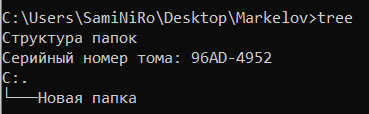 C:\Users\SamiNiRo\Desktop\Markelov>tree
Структура папок
Серийный номер тома: 96AD-4952
C:.
└───Новая папка